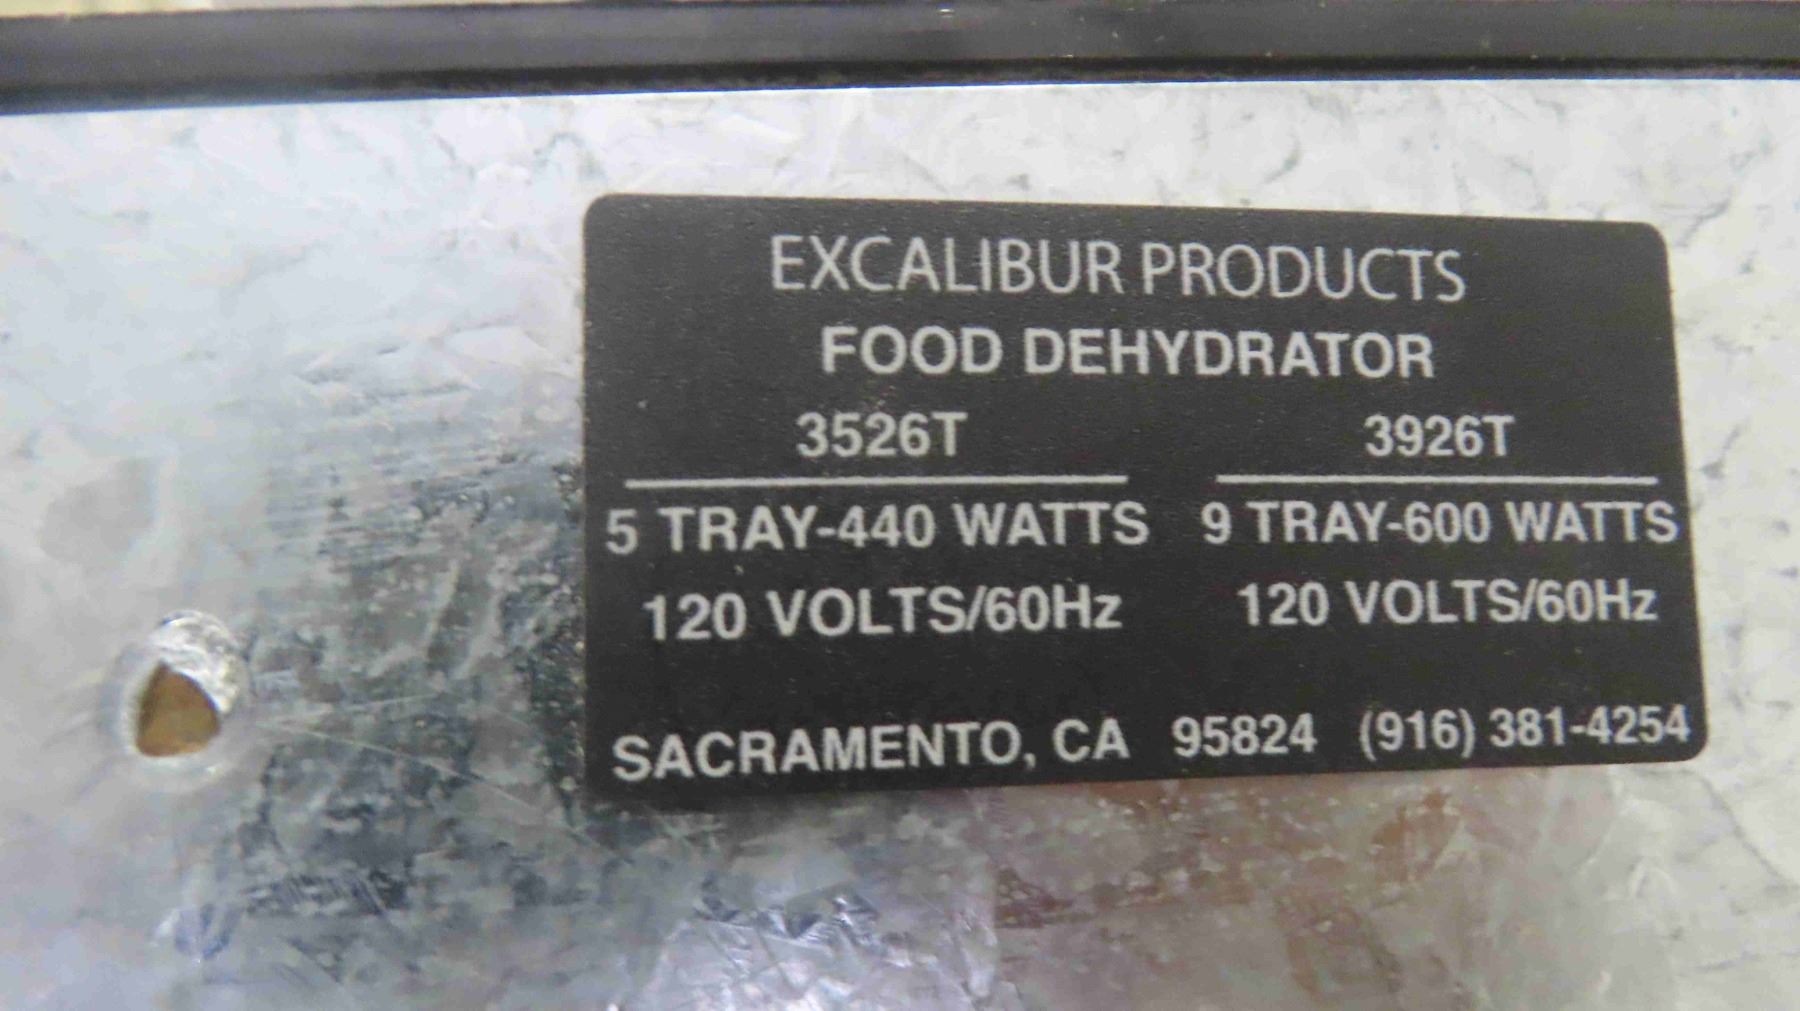 EXCALIBUR PRODUCTS
FOOD DEHYDRATOR
3526T 3926T
5 TRAY-440 WATTS 9 TRAY-600 WATTS
120 VOLTS/60Hz 120 VOLTS/60Hz
SACRAMENTO, CA 95824 (916) 381-4254